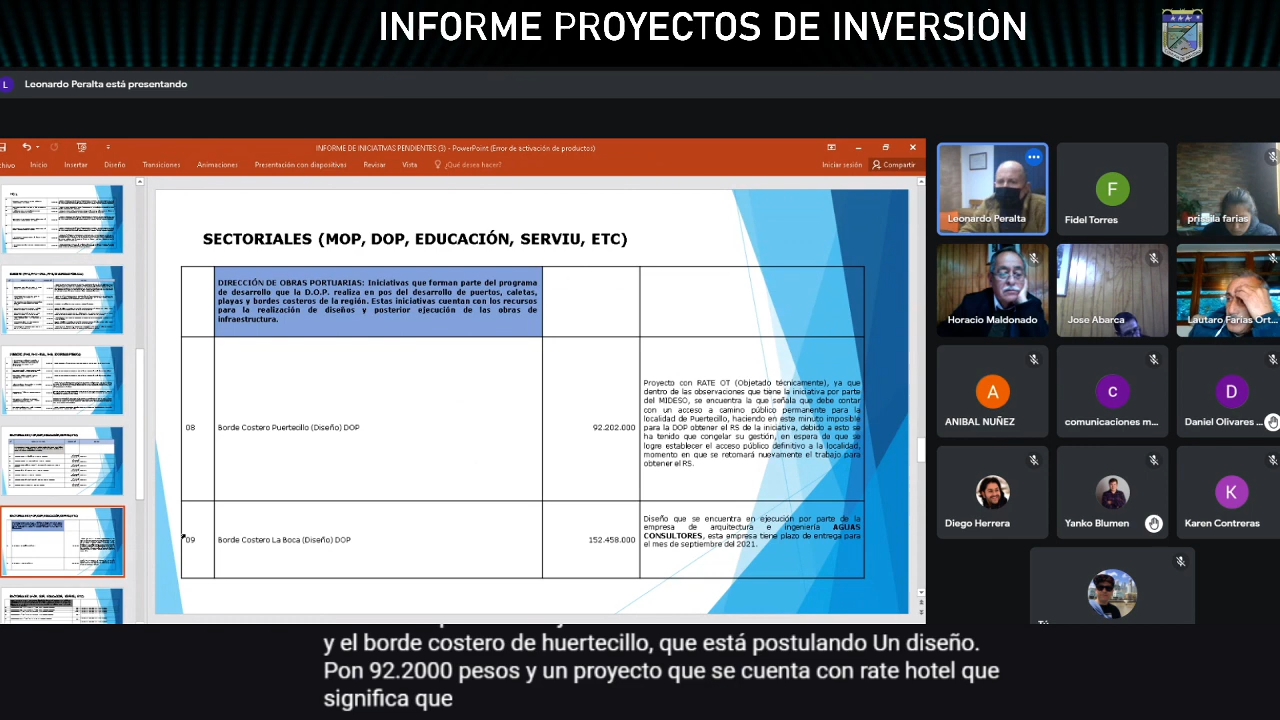 INFORME PROYECTOS DE INVERSIÓN
L
Leonardo Peralta está presentando
INFORME DE INICIATIVAS PENDIENTES (3) - PowerPoint (Error de activación de productos)
chivo Inicio Insertar Diseño Transiciones Animaciones Presentación con diapositivas Revisar Vista ¿Qué desea hacer? Iniciar sesión Compartir
SECTORIALES (MOP, DOP, EDUCACIÓN, SERVIU, ETC)
DIRECCIÓN DE OBRAS PORTUARIAS: Iniciativas que forman parte del programa
de desarrollo que la D.O.P. realiza en pos del desarrollo de puertos, caletas,
playas y bordes costeros de la región. Estas iniciativas cuentan con los recursos
para la realización de diseños y posterior ejecución de las obras de
infraestructura.
08 Borde Costero Puertecillo (Diseño) DOP 92.202.000
Proyecto con RATE OT (Objetado técnicamente), ya que
dentro de las observaciones que tiene la iniciativa por parte
del MIDESO, se encuentra la que señala que debe contar
con un acceso a camino público permanente para la
localidad de Puertecillo, haciendo en este minuto imposible
para la DOP obtener el RS de la iniciativa, debido a esto se
ha tenido que congelar su gestión, en espera de que se
logre establecer el acceso público definitivo a la localidad,
momento en que se retomará nuevamente el trabajo para
obtener el RS.
09 Borde Costero La Boca (Diseño) DOP 152.458.000
Diseño que se encuentra en ejecución por parte de la
empresa de arquitectura e ingeniería AGUAS
CONSULTORES, esta empresa tiene plazo de entrega para
el mes de septiembre del 2021.
Leonardo Peralta
F
Fidel Torres
priscila farias
Horacio Maldonado
Jose Abarca
Lautaro Farias Ort...
A
ANIBAL NUÑEZ
c
comunicaciones m...
D
Daniel Olivares ...
Diego Herrera
Yanko Blumen
K
Karen Contreras
Tú
y el borde costero de huertecillo, que está postulando Un diseño.
Pon 92.2000 pesos y un proyecto que se cuenta con rate hotel que
significa que